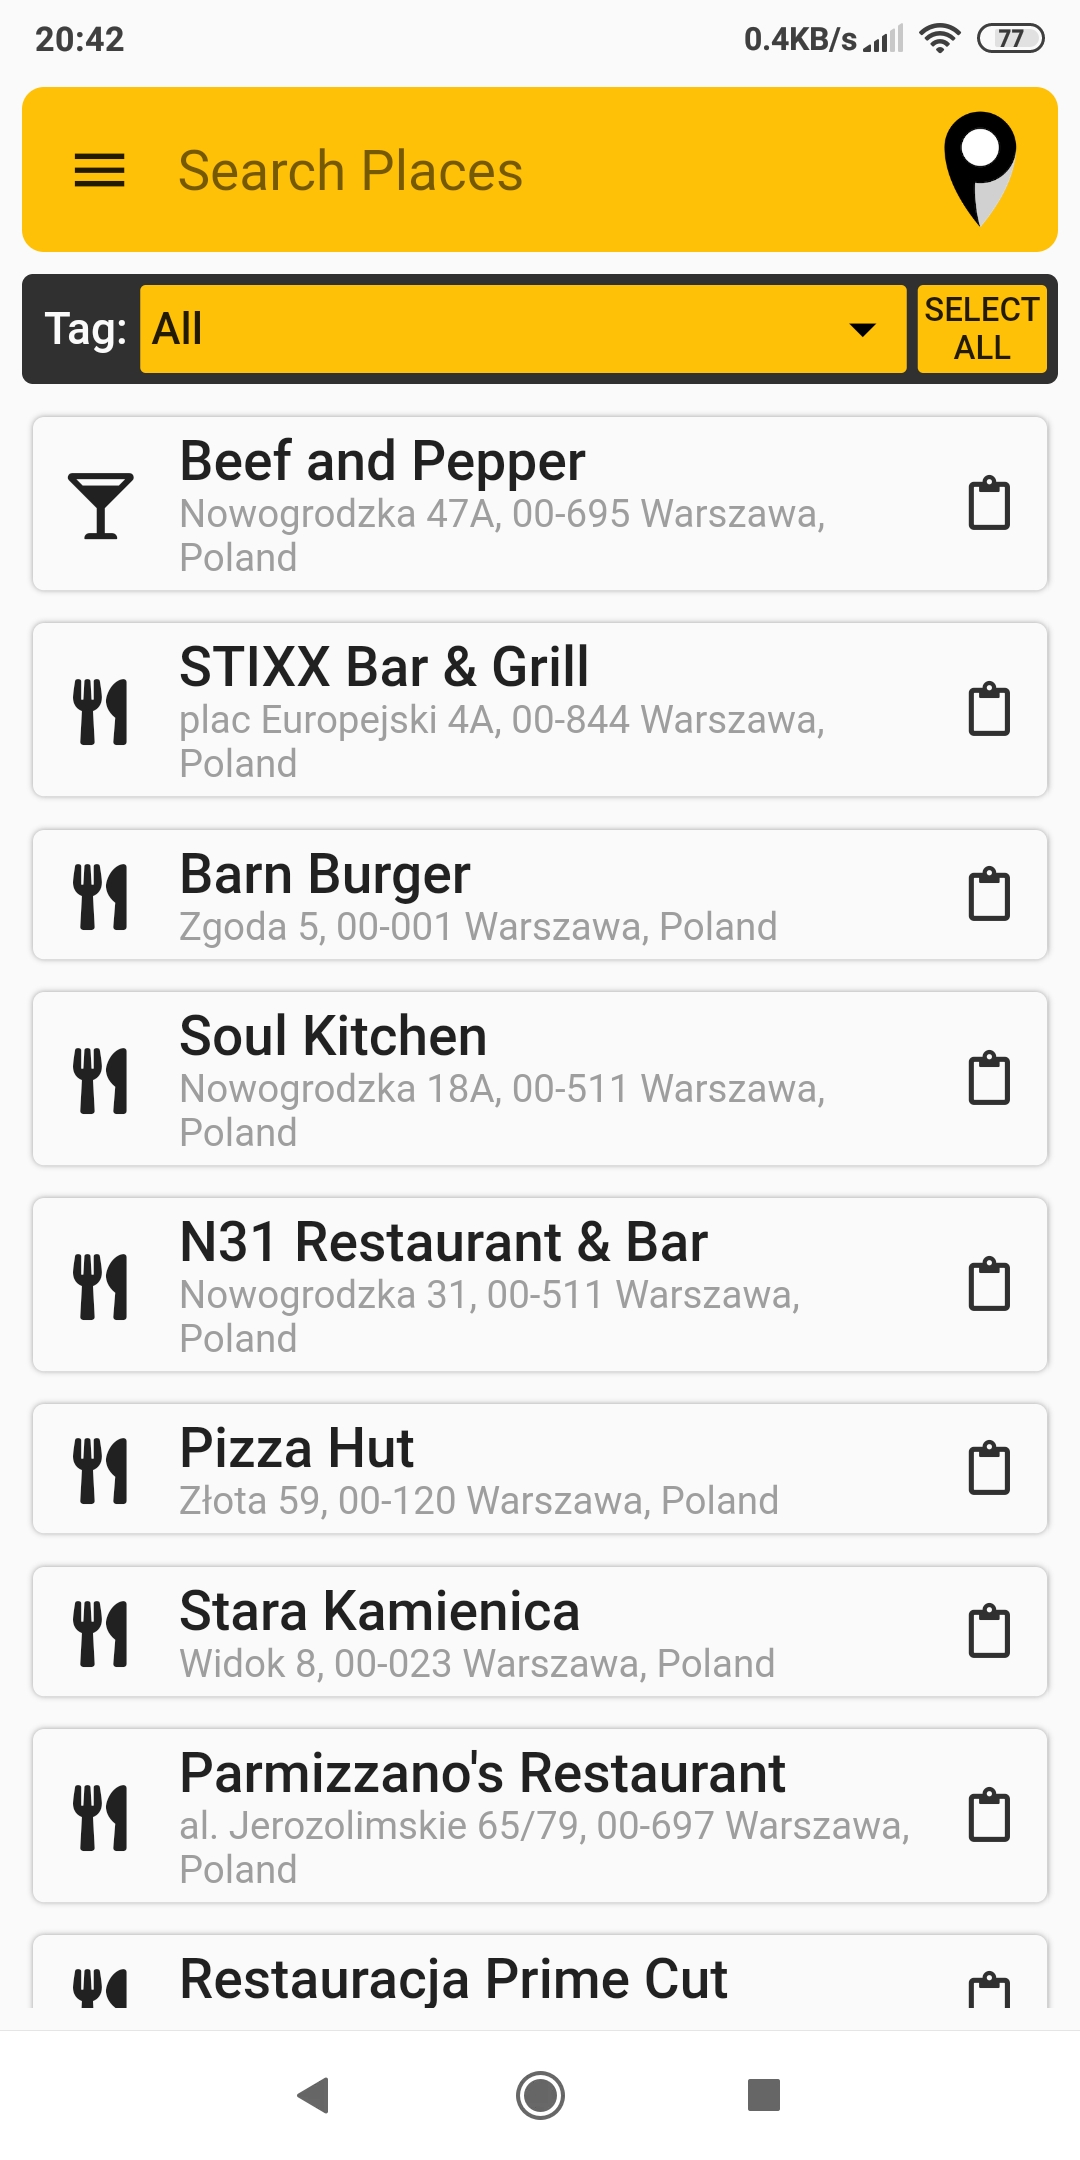 20:42
0.4KB/s
77
Search Places
Tag:
All
SELECT
ALL
Beef and Pepper
Nowogrodzka 47A, 00-695 Warszawa,
Poland
STIXX Bar & Grill
plac Europejski 4A, 00-844 Warszawa,
Poland
Barn Burger
Zgoda 5, 00-001 Warszawa, Poland
Soul Kitchen
Nowogrodzka 18A, 00-511 Warszawa,
Poland
N31 Restaurant & Bar
Nowogrodzka 31, 00-511 Warszawa,
Poland
Pizza Hut
Złota 59, 00-120 Warszawa, Poland
Stara Kamienica
Widok 8, 00-023 Warszawa, Poland
Parmizzano's Restaurant
al. Jerozolimskie 65/79, 00-697 Warszawa,
Poland
Restauracja Prime Cut